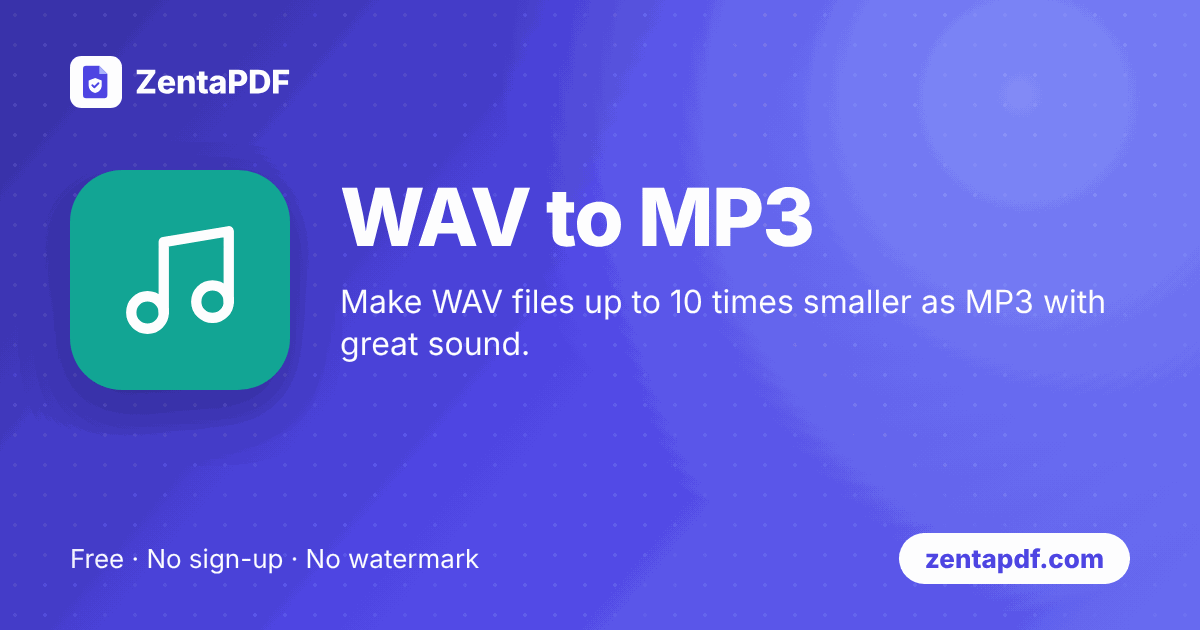 ZentaPDF
WAV to MP3
Make WAV files up to 10 times smaller as MP3 with
great sound.
Free · No sign-up · No watermark
zentapdf.com